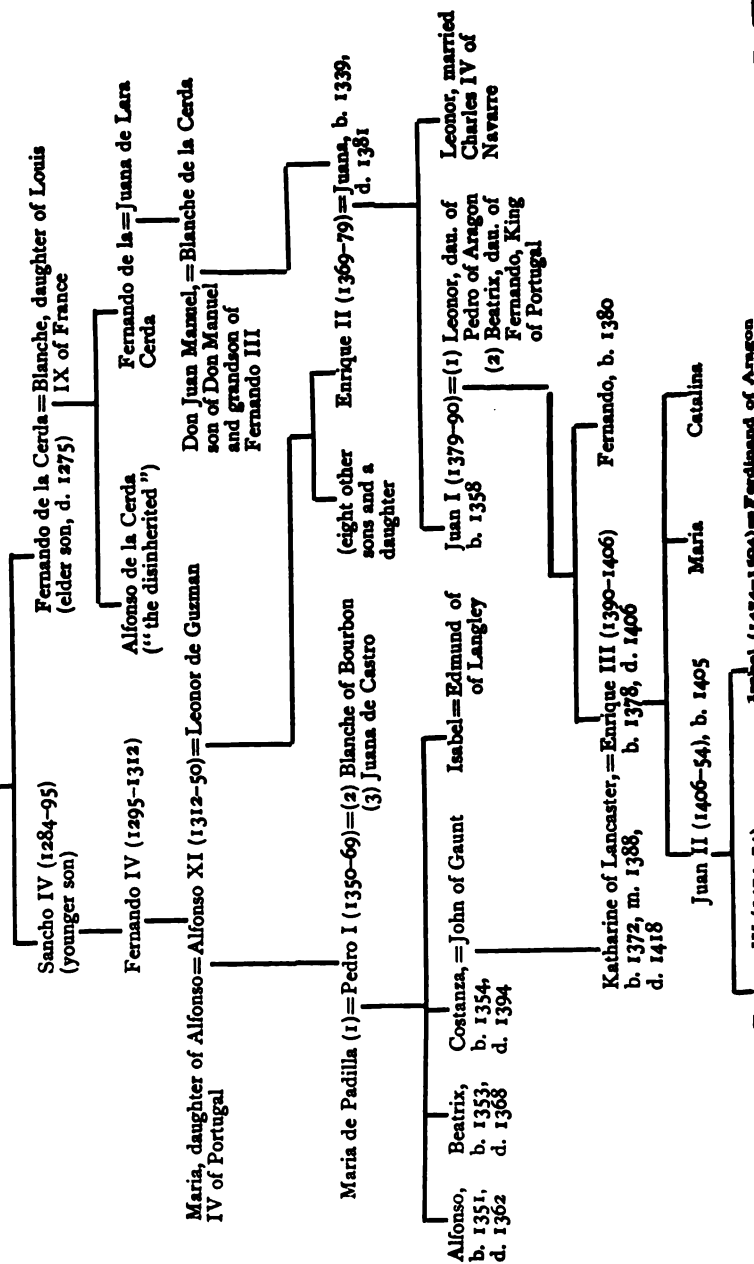 Sancho IV (1284–95)
(younger son)
Fernando de la Cerda=Blanche, daughter of Louis
(elder son, d. 1275)
IX of France
Fernando IV (1295–1312)
Alfonso de la Cerda
("the disinherited")
Fernando de la=Juana de Lara
Cerda
Maria, daughter of Alfonso=Alfonso XI (1312–50)=Leonor de Guzman
IV of Portugal
Don Juan Manuel,=Blanche de la Cerda
son of Don Manuel
and grandson of
Fernando III
Maria de Padilla (1)=Pedro I (1350–69)=(2) Blanche of Bourbon
(3) Juana de Castro
(eight other
sons and a
daughter
Enrique II (1369–79)=Juana, b. 1339,
d. 1381
Alfonso,
b. 1351,
d. 1362
Beatrix,
b. 1353,
d. 1368
Costanza,=John of Gaunt
b. 1354,
d. 1394
Isabel=Edmund of
of Langley
Juan I (1379–90)=(1) Leonor, dau. of
b. 1358
Pedro of Aragon
(2) Beatrix, dau. of
Fernando, King
of Portugal
Leonor, married
Charles IV of
Navarre
Katharine of Lancaster,=Enrique III (1390–1406)
b. 1372, m. 1388,
d. 1418
b. 1378, d. 1406
Fernando, b. 1380
Juan II (1406–54), b. 1405
Maria
Catalina
Ferdinand of Aragon